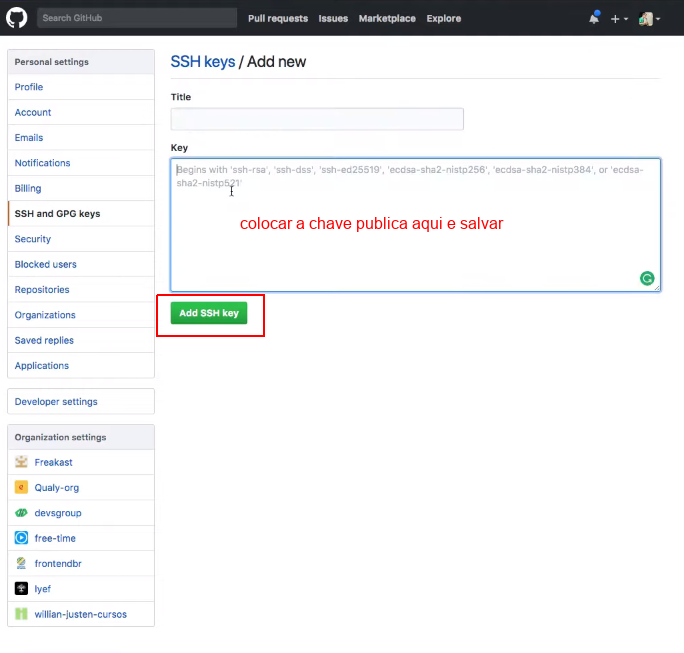 Search GitHub
Pull requests Issues Marketplace Explore
Personal settings
Profile
Account
Emails
Notifications
Billing
SSH and GPG keys
Security
Blocked users
Repositories
Organizations
Saved replies
Applications
Developer settings
Organization settings
Freakast
Qualy-org
devsgroup
free-time
frontendbr
lyef
willian-justen-cursos
SSH keys / Add new
Title
Key
Begins with 'ssh-rsa', 'ssh-dss', 'ssh-ed25519', 'ecdsa-sha2-nistp256', 'ecdsa-sha2-nistp384', or 'ecdsa-
sha2-nistp521'
colocar a chave publica aqui e salvar
Add SSH key